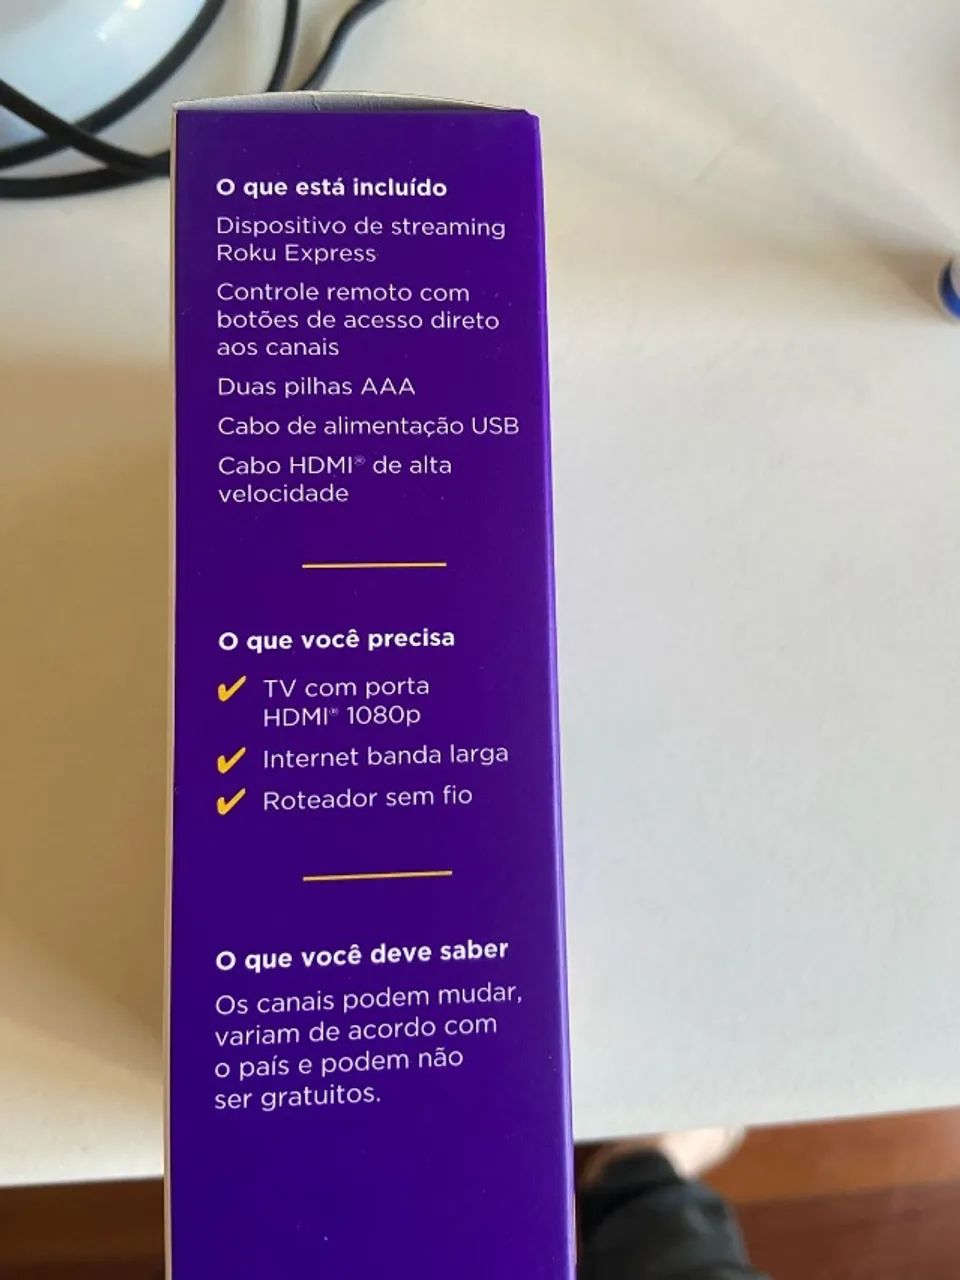 O que está incluído
Dispositivo de streaming
Roku Express
Controle remoto com
botões de acesso direto
aos canais
Duas pilhas AAA
Cabo de alimentação USB
Cabo HDMI® de alta
velocidade
O que você precisa
✔ TV com porta
HDMI® 1080p
✔ Internet banda larga
✔ Roteador sem fio
O que você deve saber
Os canais podem mudar,
variam de acordo com
o país e podem não
ser gratuitos.